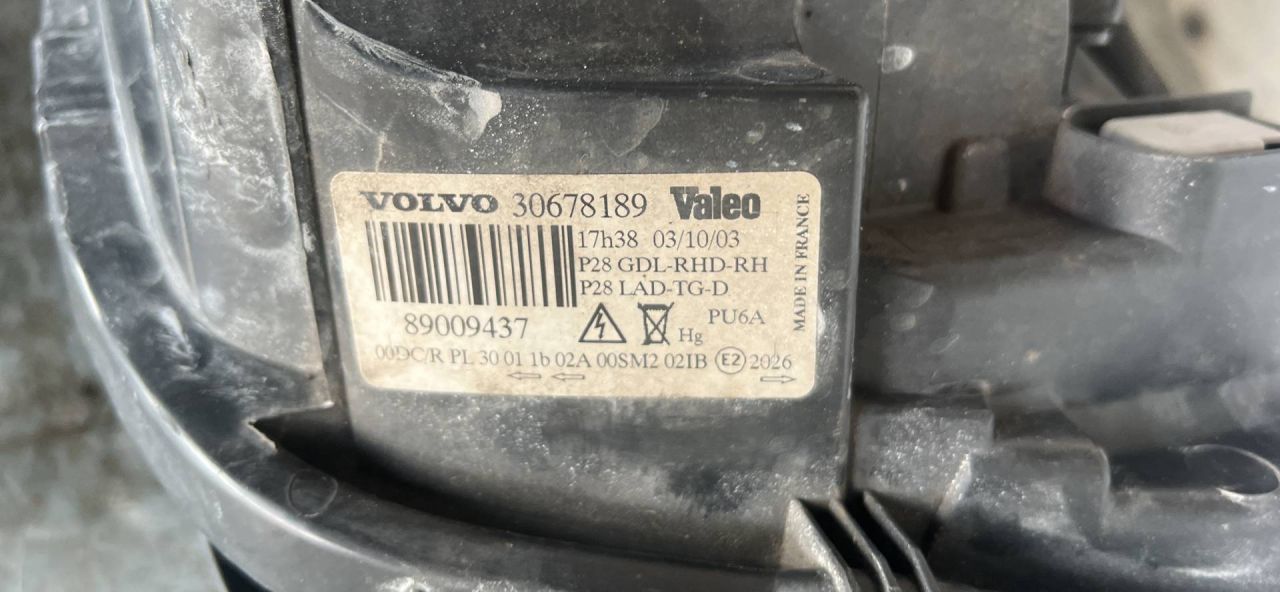 VOLVO 30678189 Valeo
17h38 03/10/03
P28 GDL-RHD-RH
P28 LAD-TG-D
MADE IN FRANCE
89009437
Hg
PU6A
00DC/R PL 30 01 1b 02A 00SM2 02IB E2 2026